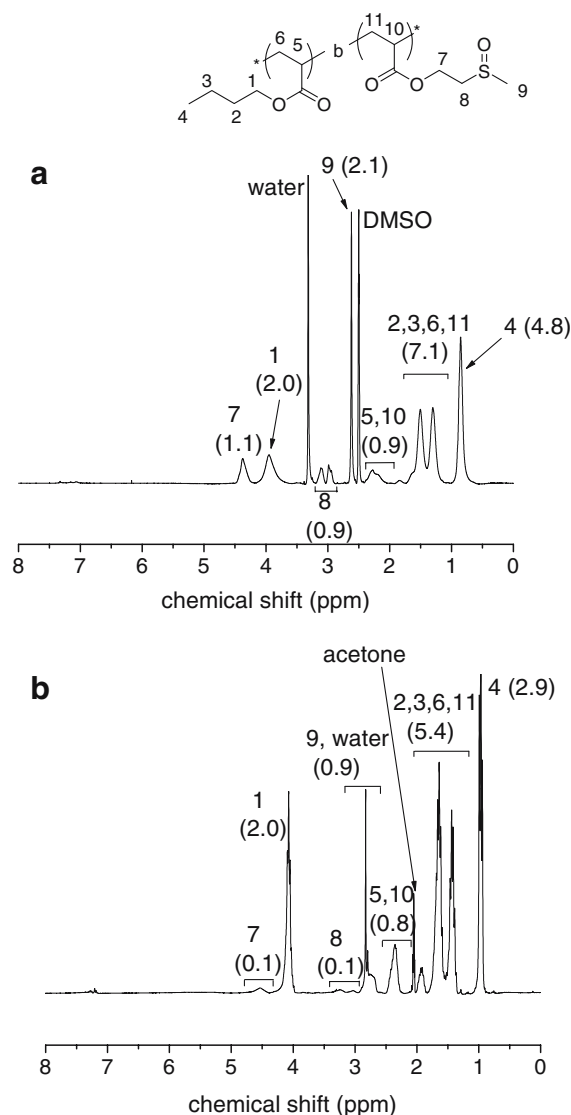 11
10
6
5
*
b
*
O
7
S
9
8
3
1
4
2
O
O
O
O
a
9 (2.1)
water
DMSO
2,3,6,11
(7.1)
4 (4.8)
1
(2.0)
5,10
(0.9)
7
(1.1)
8
(0.9)
8 7 6 5 4 3 2 1 0
chemical shift (ppm)
b
acetone
2,3,6,11
(5.4)
4 (2.9)
9, water
(0.9)
1
(2.0)
5,10
(0.8)
7
(0.1)
8
(0.1)
8 7 6 5 4 3 2 1 0
chemical shift (ppm)